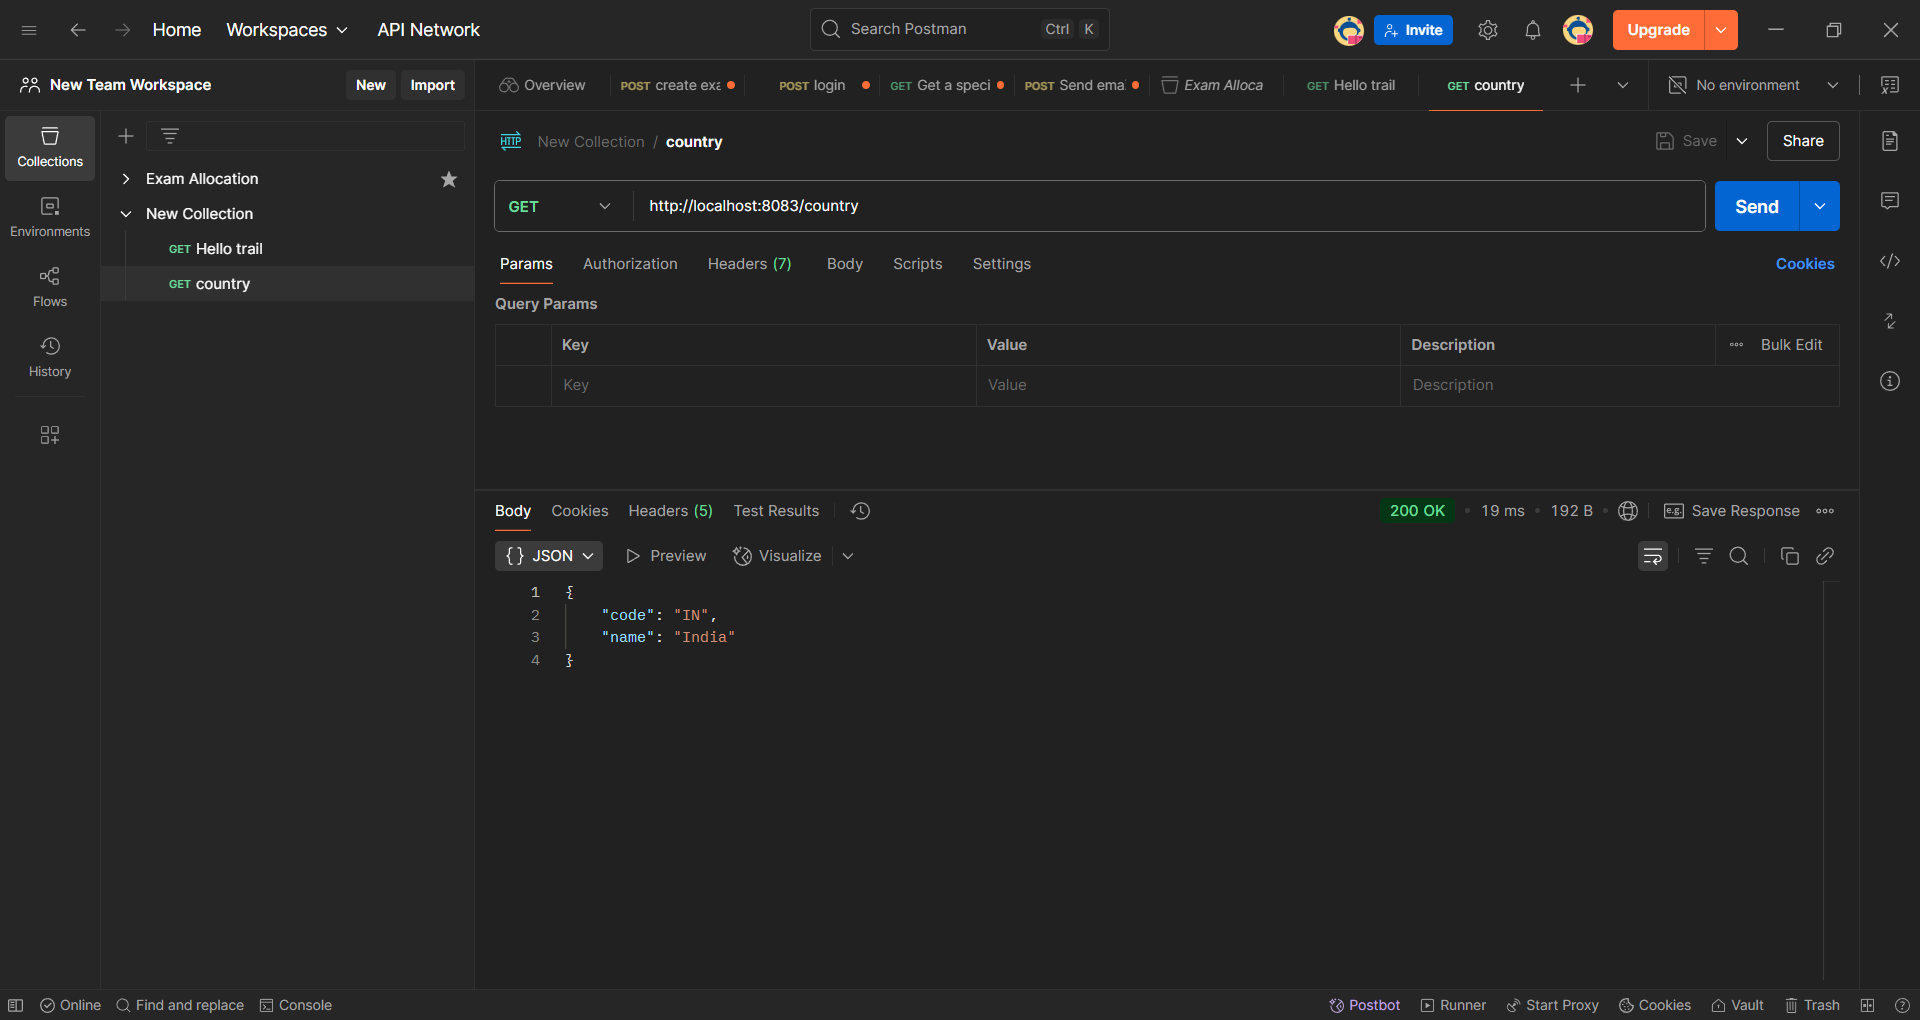 Home Workspaces API Network Search Postman Ctrl K Invite Upgrade
New Team Workspace New Import
Overview POST create exa POST login GET Get a speci POST Send ema Exam Alloca GET Hello trail GET country No environment
Collections
Environments
Flows
History
Exam Allocation
New Collection
GET Hello trail
GET country
HTTP New Collection / country Save Share
GET http://localhost:8083/country Send
Params Authorization Headers (7) Body Scripts Settings Cookies
Query Params
Key Value Description Bulk Edit
Key Value Description
Body Cookies Headers (5) Test Results 200 OK • 19 ms • 192 B • e.g. Save Response
{} JSON Preview Visualize
1 {
2 "code": "IN",
3 "name": "India"
4 }
Online Find and replace Console Postbot Runner Start Proxy Cookies Vault Trash